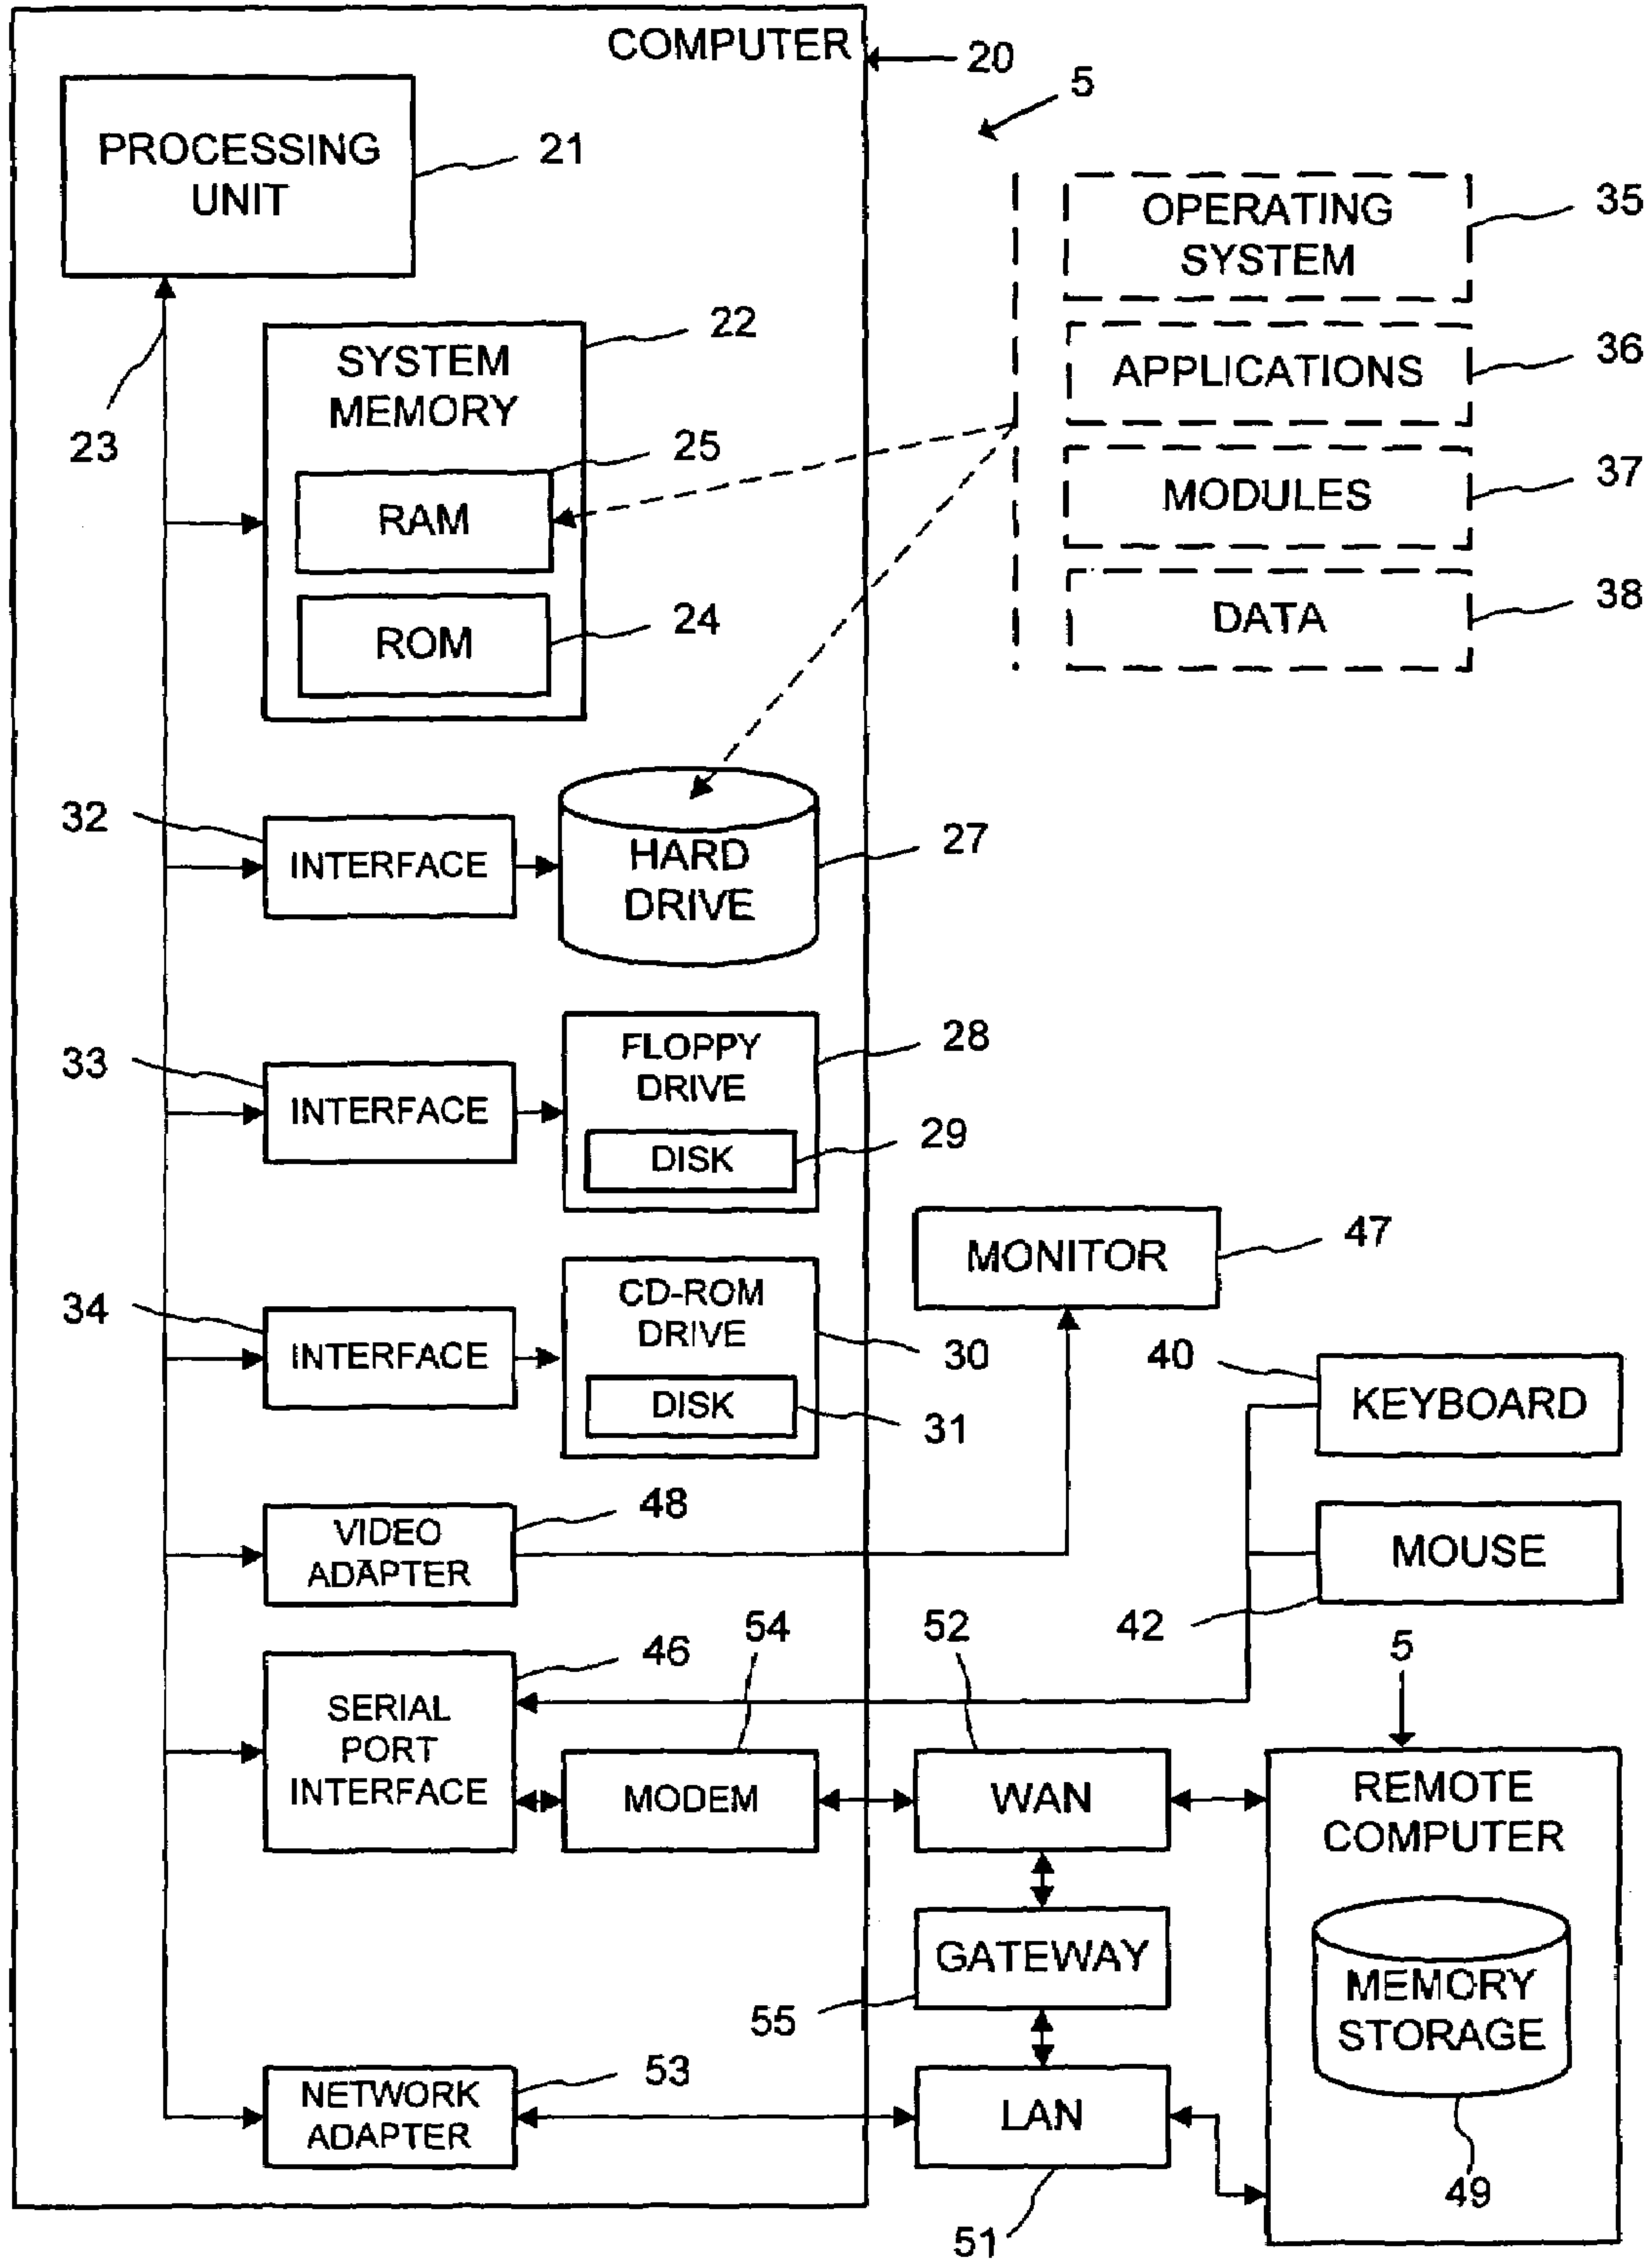 COMPUTER
20
5
PROCESSING
UNIT
21
23
SYSTEM
MEMORY
22
RAM
25
ROM
24
OPERATING
SYSTEM
35
APPLICATIONS
36
MODULES
37
DATA
38
32
INTERFACE
HARD
DRIVE
27
33
INTERFACE
FLOPPY
DRIVE
28
DISK
29
34
INTERFACE
CD-ROM
DRIVE
30
DISK
31
MONITOR
47
40
KEYBOARD
MOUSE
42
VIDEO
ADAPTER
48
SERIAL
PORT
INTERFACE
46
54
MODEM
52
WAN
5
REMOTE
COMPUTER
MEMORY
STORAGE
49
GATEWAY
55
NETWORK
ADAPTER
53
LAN
51